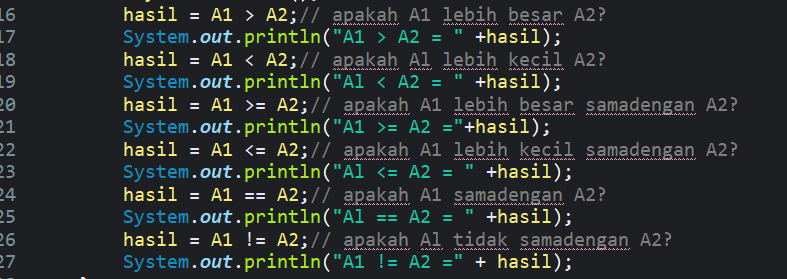 16 hasil = A1 > A2;// apakah A1 lebih besar A2?
17 System.out.println("A1 > A2 = " +hasil);
18 hasil = A1 < A2;// apakah Al lebih kecil A2?
19 System.out.println("Al < A2 = " +hasil);
20 hasil = A1 >= A2;// apakah A1 lebih besar samadengan A2?
21 System.out.println("A1 >= A2 ="+hasil);
22 hasil = A1 <= A2;// apakah A1 lebih kecil samadengan A2?
23 System.out.println("Al <= A2 = " +hasil);
24 hasil = A1 == A2;// apakah A1 samadengan A2?
25 System.out.println("Al == A2 = " +hasil);
26 hasil = A1 != A2;// apakah Al tidak samadengan A2?
27 System.out.println("A1 != A2 =" + hasil);